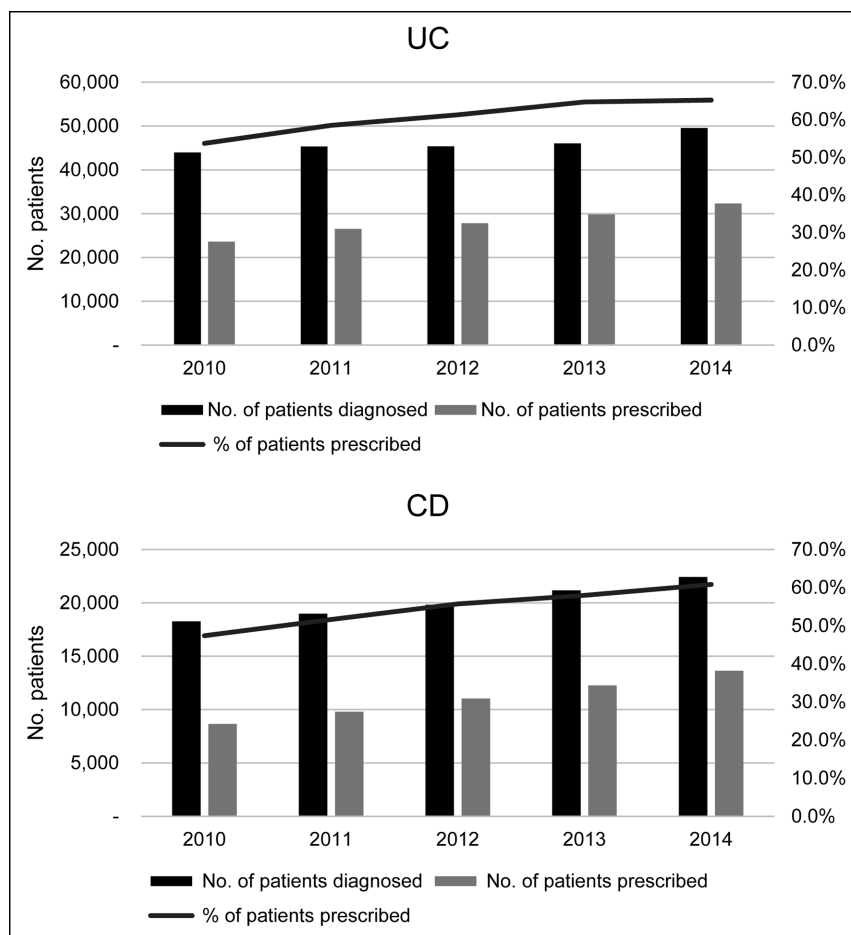 UC
60,000
50,000
40,000
30,000
20,000
10,000
-
No. patients
70.0%
60.0%
50.0%
40.0%
30.0%
20.0%
10.0%
0.0%
2010 2011 2012 2013 2014
No. of patients diagnosed No. of patients prescribed
% of patients prescribed
CD
25,000
20,000
15,000
10,000
5,000
-
No. patients
70.0%
60.0%
50.0%
40.0%
30.0%
20.0%
10.0%
0.0%
2010 2011 2012 2013 2014
No. of patients diagnosed No. of patients prescribed
% of patients prescribed